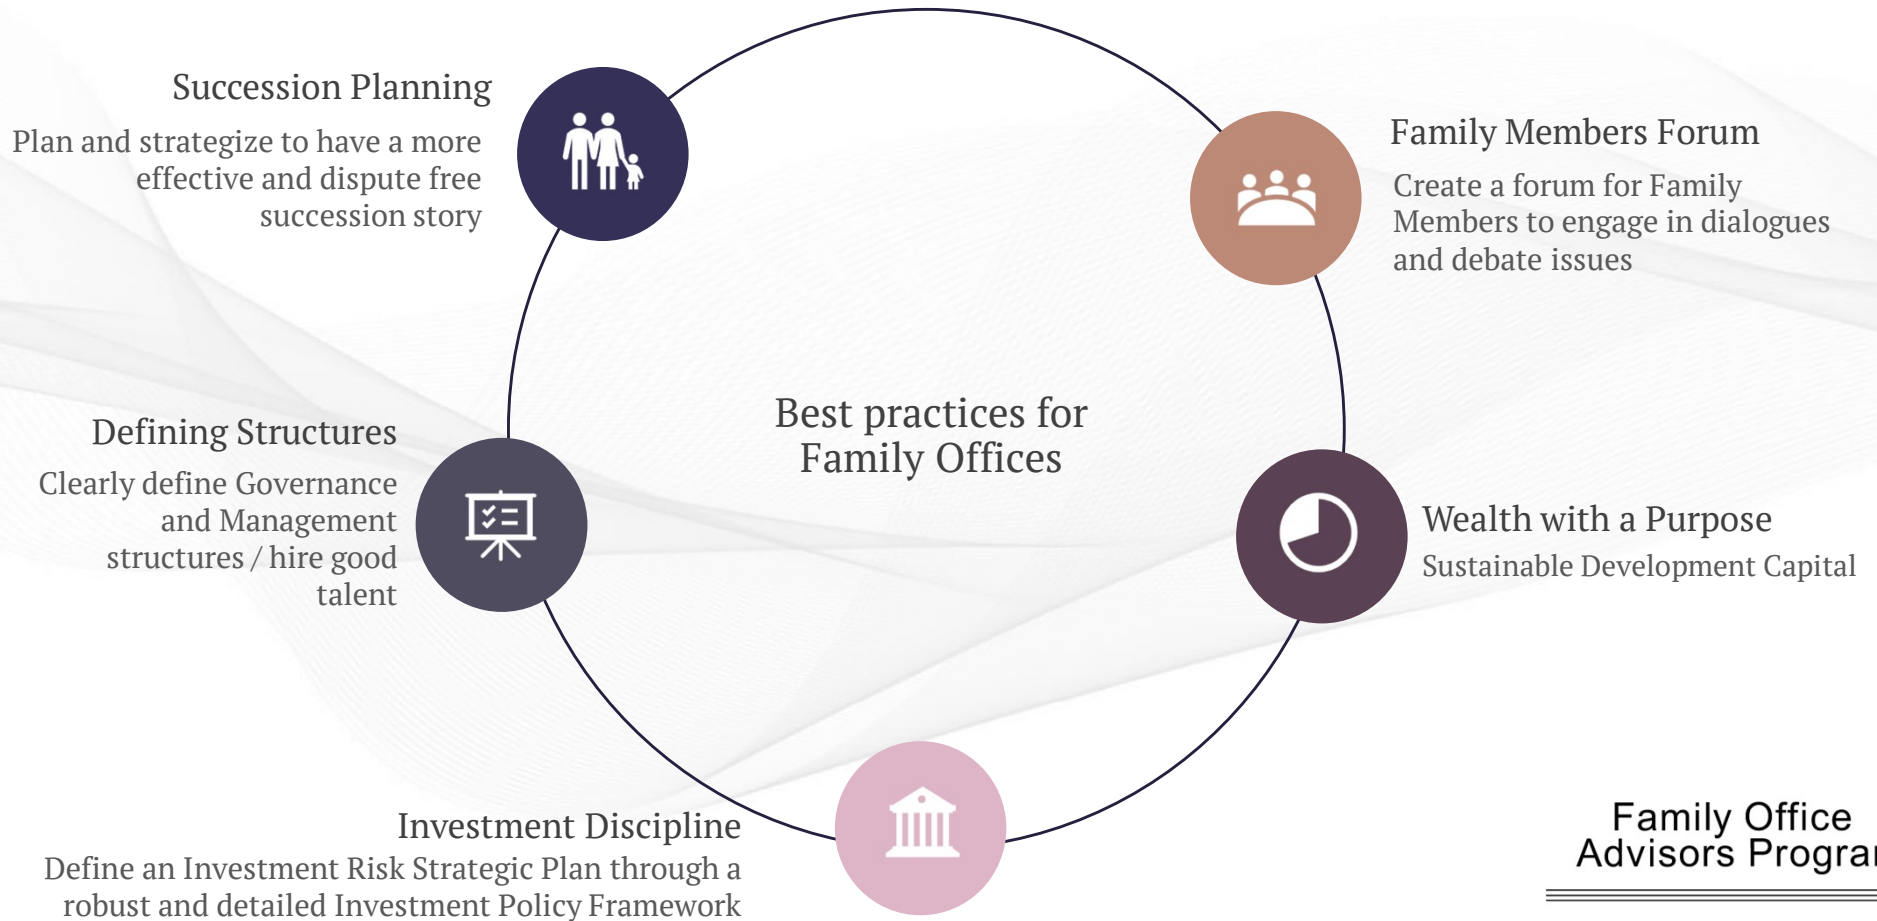 Succession Planning
Plan and strategize to have a more
effective and dispute free
succession story
Family Members Forum
Create a forum for Family
Members to engage in dialogues
and debate issues
Best practices for
Family Offices
Defining Structures
Clearly define Governance
and Management
structures / hire good
talent
Wealth with a Purpose
Sustainable Development Capital
Investment Discipline
Define an Investment Risk Strategic Plan through a
robust and detailed Investment Policy Framework
Family Office
Advisors